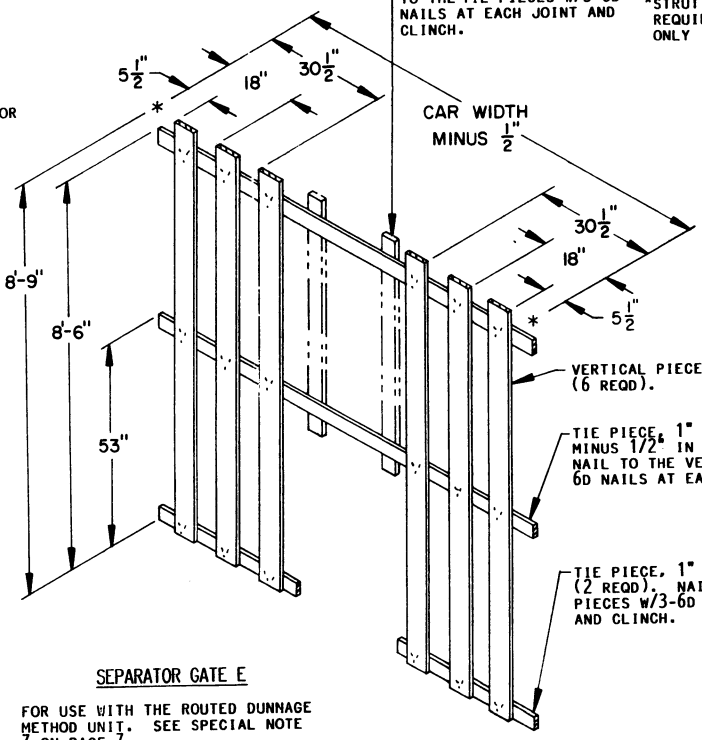 TO THE TIE PIECES W/3-6D
NAILS AT EACH JOINT AND
CLINCH.
ONLY
OR
5 1/2"
18"
30 1/2"
*
CAR WIDTH
MINUS 1/2"
8'-9"
8'-6"
53"
30 1/2"
18"
5 1/2"
*
VERTICAL PIECE
(6 REQD).
TIE PIECE, 1"
MINUS 1/2" IN
NAIL TO THE VE
6D NAILS AT EA
TIE PIECE, 1"
(2 REQD). NAI
PIECES W/3-6D
AND CLINCH.
SEPARATOR GATE E
FOR USE WITH THE ROUTED DUNNAGE
METHOD UNIT. SEE SPECIAL NOTE
7 ON PAGE 7